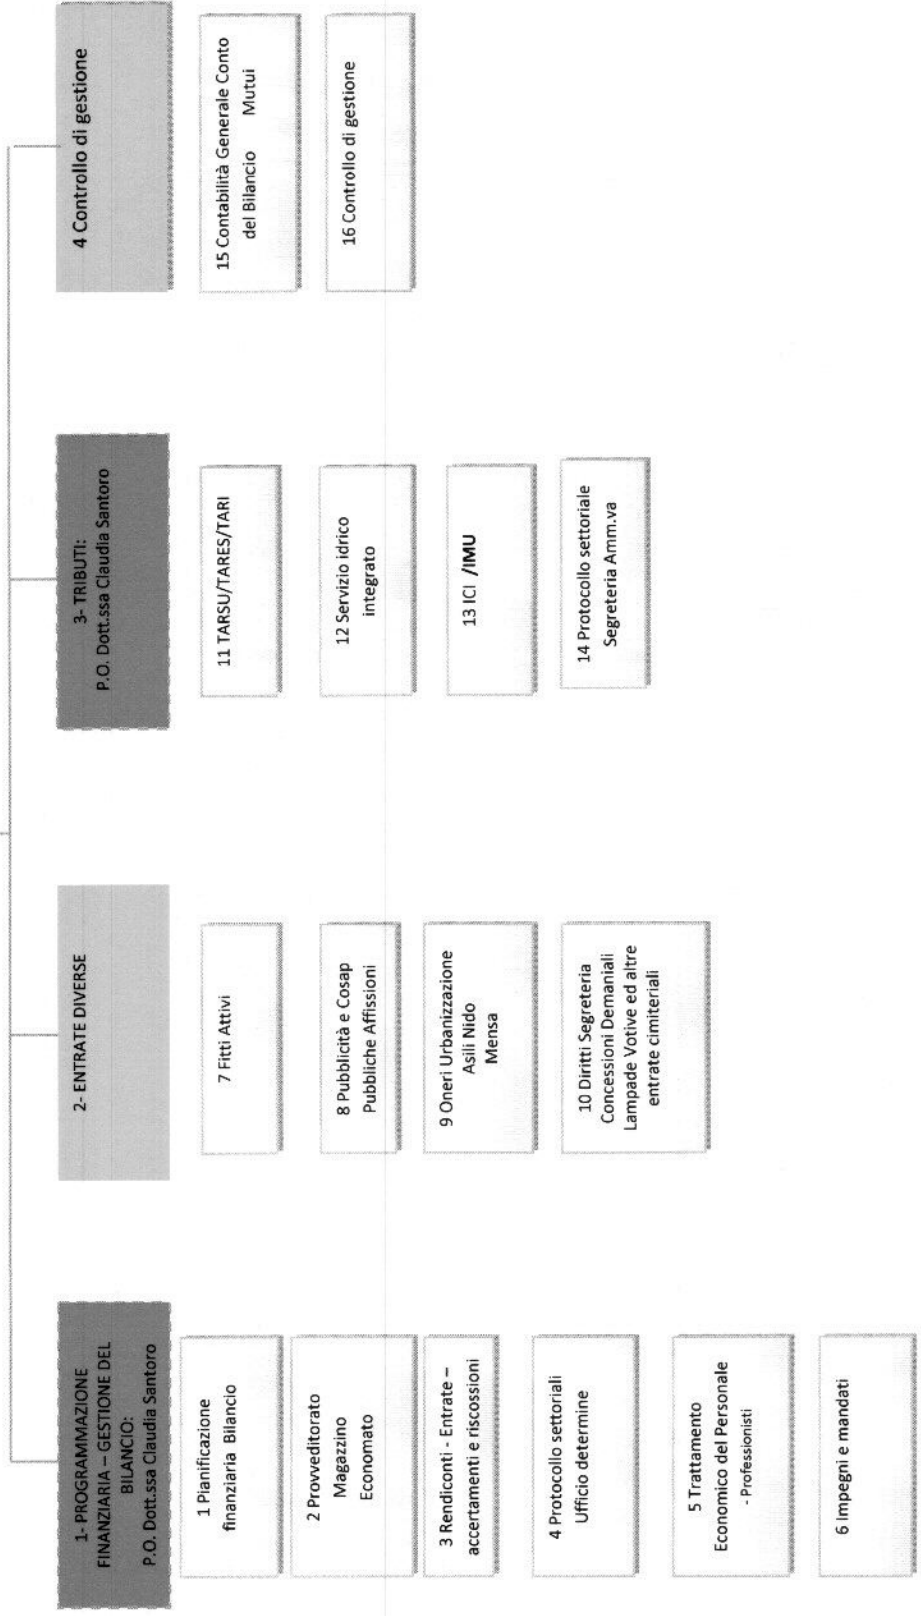 1- PROGRAMMAZIONE
FINANZIARIA – GESTIONE DEL
BILANCIO:
P.O. Dott.ssa Claudia Santoro
1 Pianificazione
finanziaria Bilancio
2 Provveditorato
Magazzino
Economato
3 Rendiconti - Entrate –
accertamenti e riscossioni
4 Protocollo settoriali
Ufficio determine
5 Trattamento
Economico del Personale
- Professionisti
6 Impegni e mandati
2- ENTRATE DIVERSE
7 Fitti Attivi
8 Pubblicità e Cosap
Pubbliche Affissioni
9 Oneri Urbanizzazione
Asili Nido
Mensa
10 Diritti Segreteria
Concessioni Demaniali
Lampade Votive ed altre
entrate cimiteriali
3- TRIBUTI:
P.O. Dott.ssa Claudia Santoro
11 TARSU/TARES/TARI
12 Servizio idrico
integrato
13 ICI /IMU
14 Protocollo settoriale
Segreteria Amm.va
4 Controllo di gestione
15 Contabilità Generale Conto
del Bilancio Mutui
16 Controllo di gestione